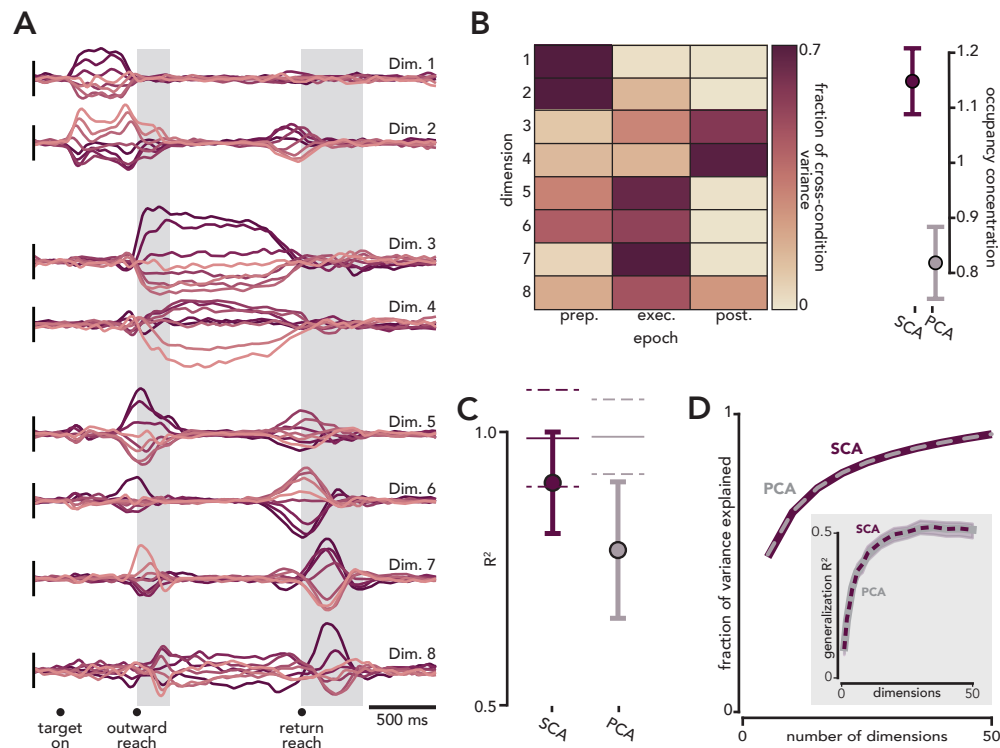 A
Dim. 1
Dim. 2
Dim. 3
Dim. 4
Dim. 5
Dim. 6
Dim. 7
Dim. 8
target
on
outward
reach
return
reach
500 ms
B
dimension
1
2
3
4
5
6
7
8
prep.
exec.
post.
epoch
0.7
0
fraction of cross-condition
variance
1.2
1.1
1
0.9
0.8
occupancy concentration
SCA
PCA
C
1.0
0.5
R²
SCA
PCA
D
1
0
fraction of variance explained
SCA
PCA
0
50
number of dimensions
0.5
0
generalization R²
SCA
PCA
0
50
dimensions